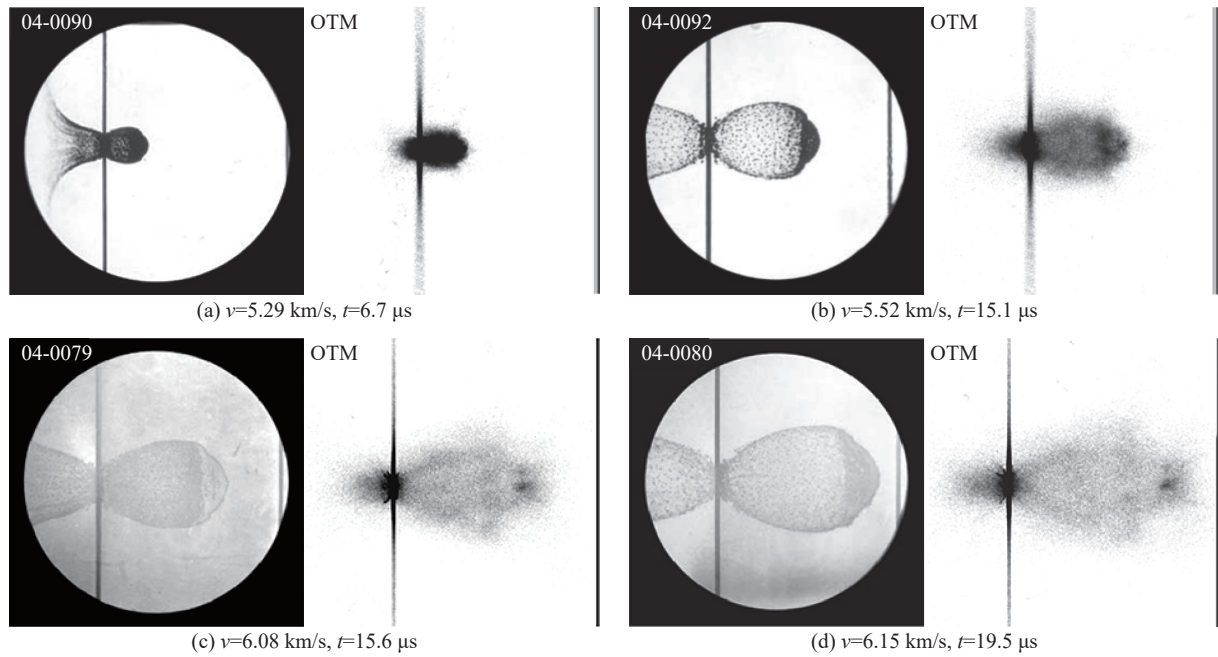 04-0090
OTM
04-0092
OTM
(a) v=5.29 km/s, t=6.7 μs
(b) v=5.52 km/s, t=15.1 μs
04-0079
OTM
04-0080
OTM
(c) v=6.08 km/s, t=15.6 μs
(d) v=6.15 km/s, t=19.5 μs